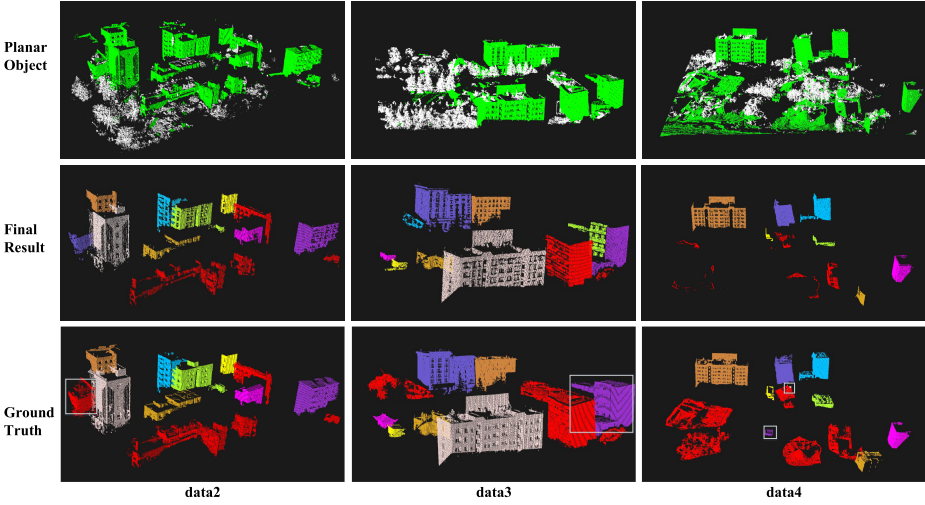 Planar
Object
Final
Result
Ground
Truth
data2
data3
data4